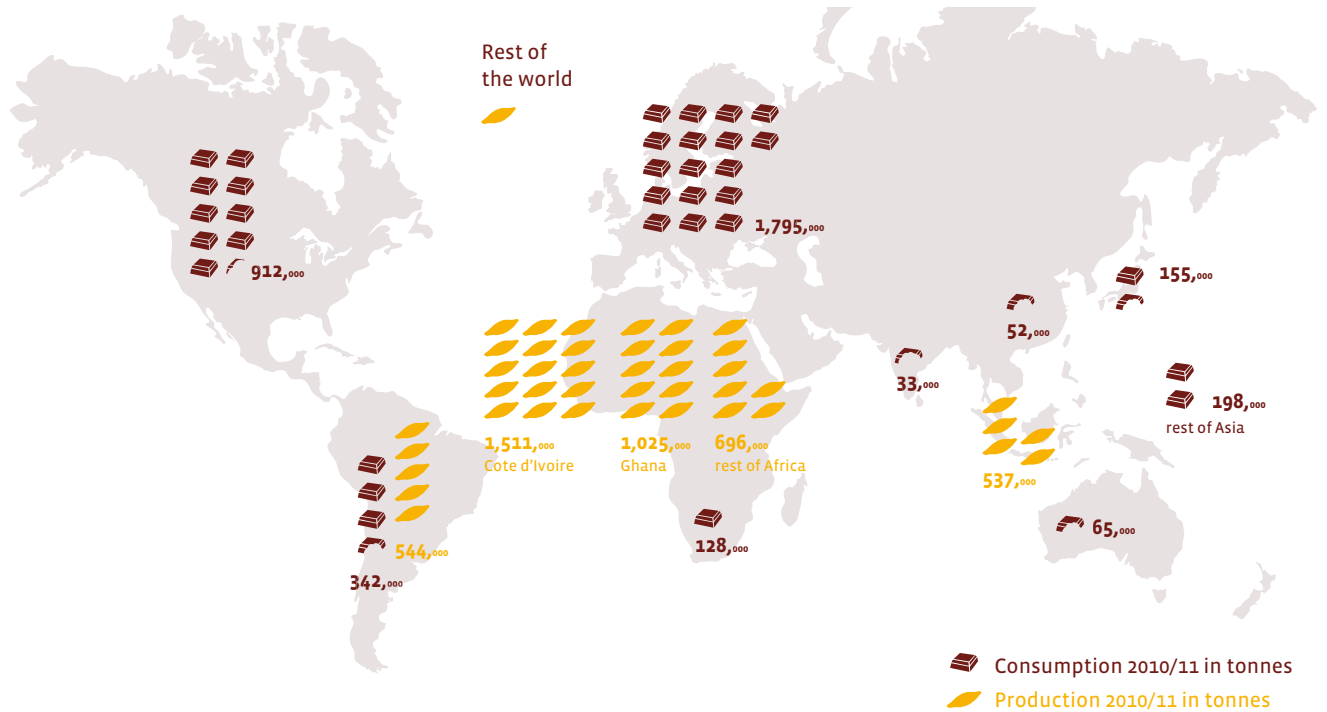 Rest of
the world
1,795,000
912,000
155,000
52,000
33,000
198,000
rest of Asia
1,511,000
Cote d'Ivoire
1,025,000
Ghana
696,000
rest of Africa
537,000
65,000
128,000
544,000
342,000
Consumption 2010/11 in tonnes
Production 2010/11 in tonnes